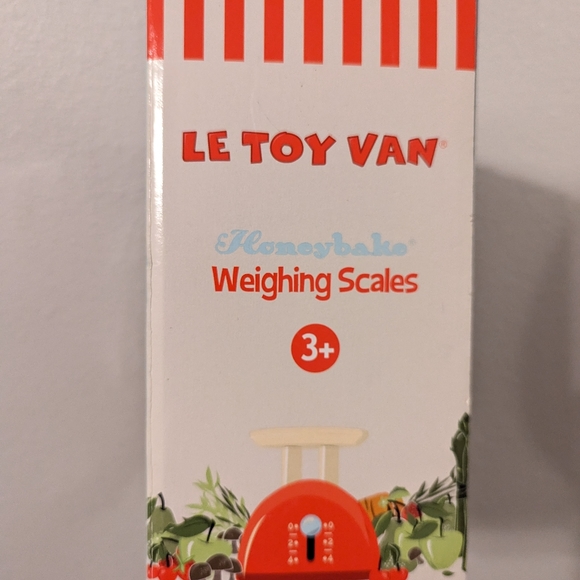 LE TOY VAN®
Honeybake®
Weighing Scales
3+